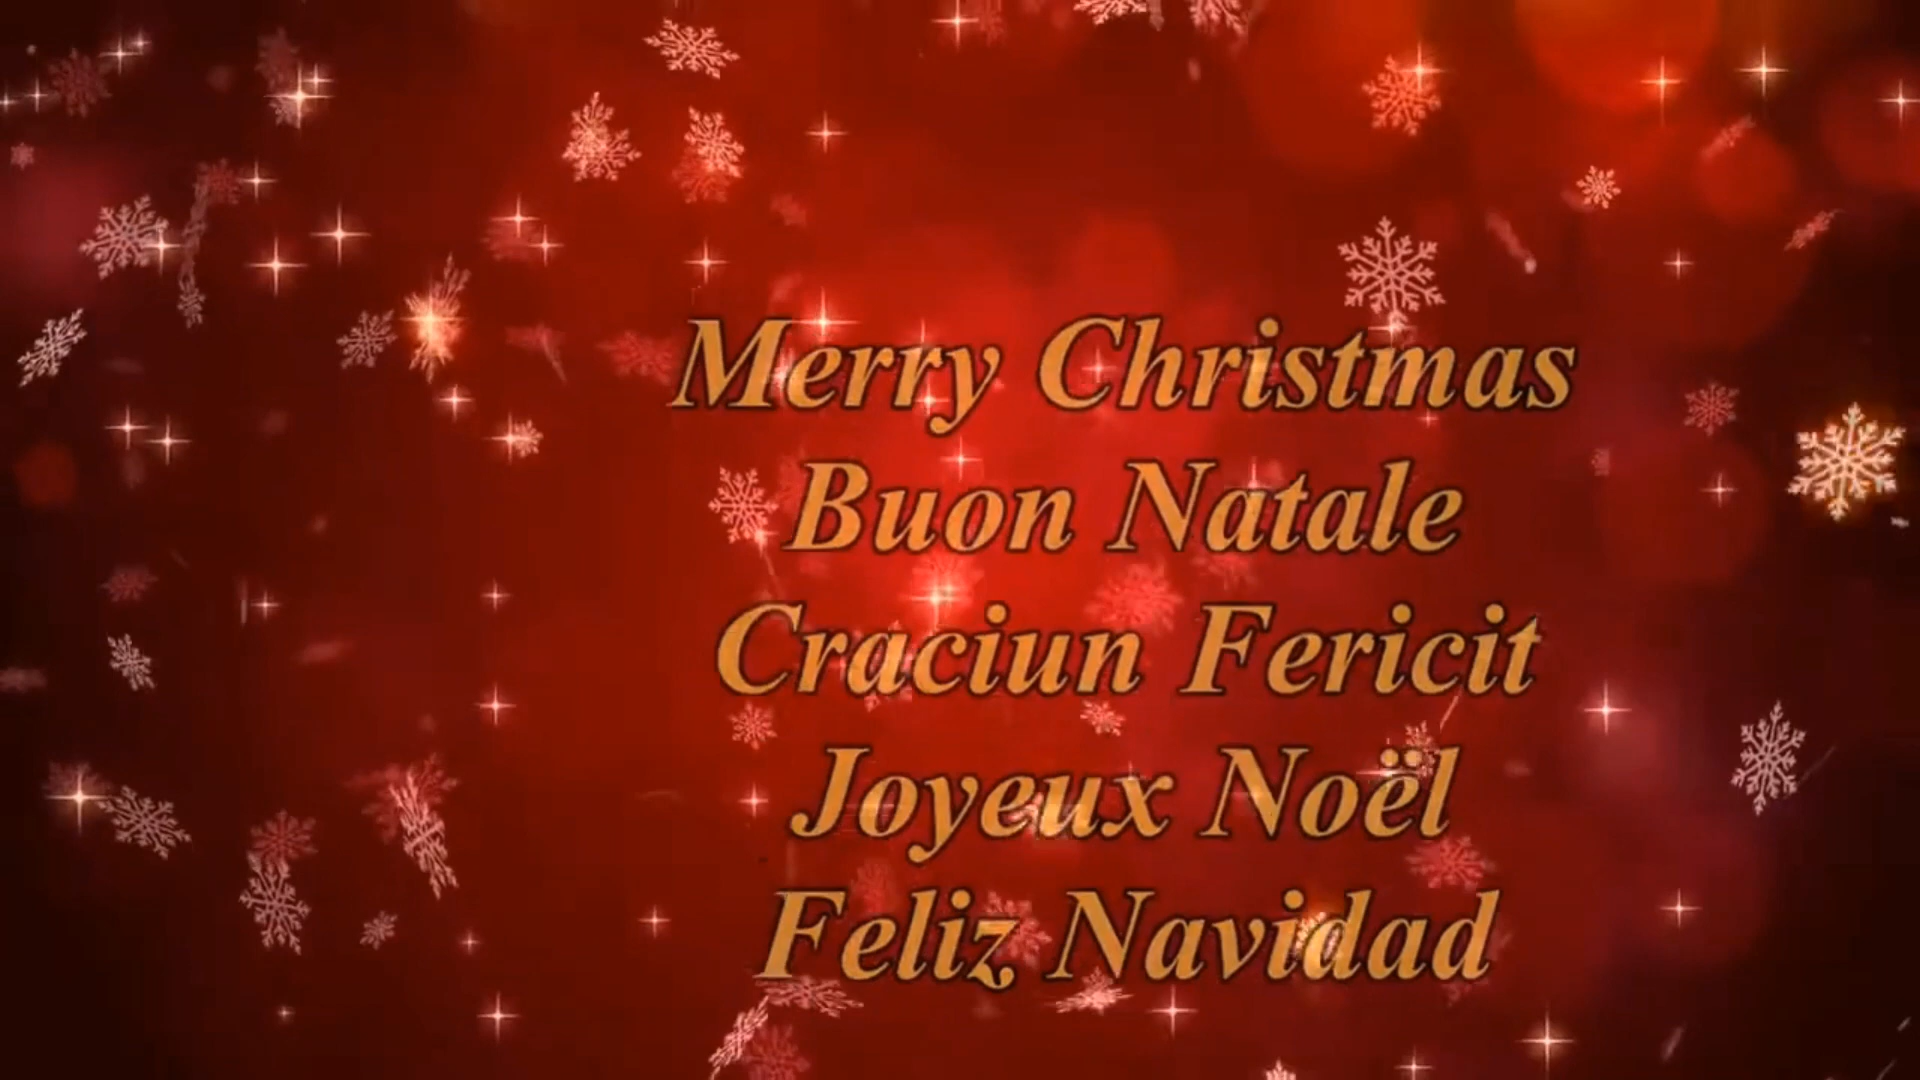 Merry Christmas
Buon Natale
Craciun Fericit
Joyeux Noël
Feliz Navidad